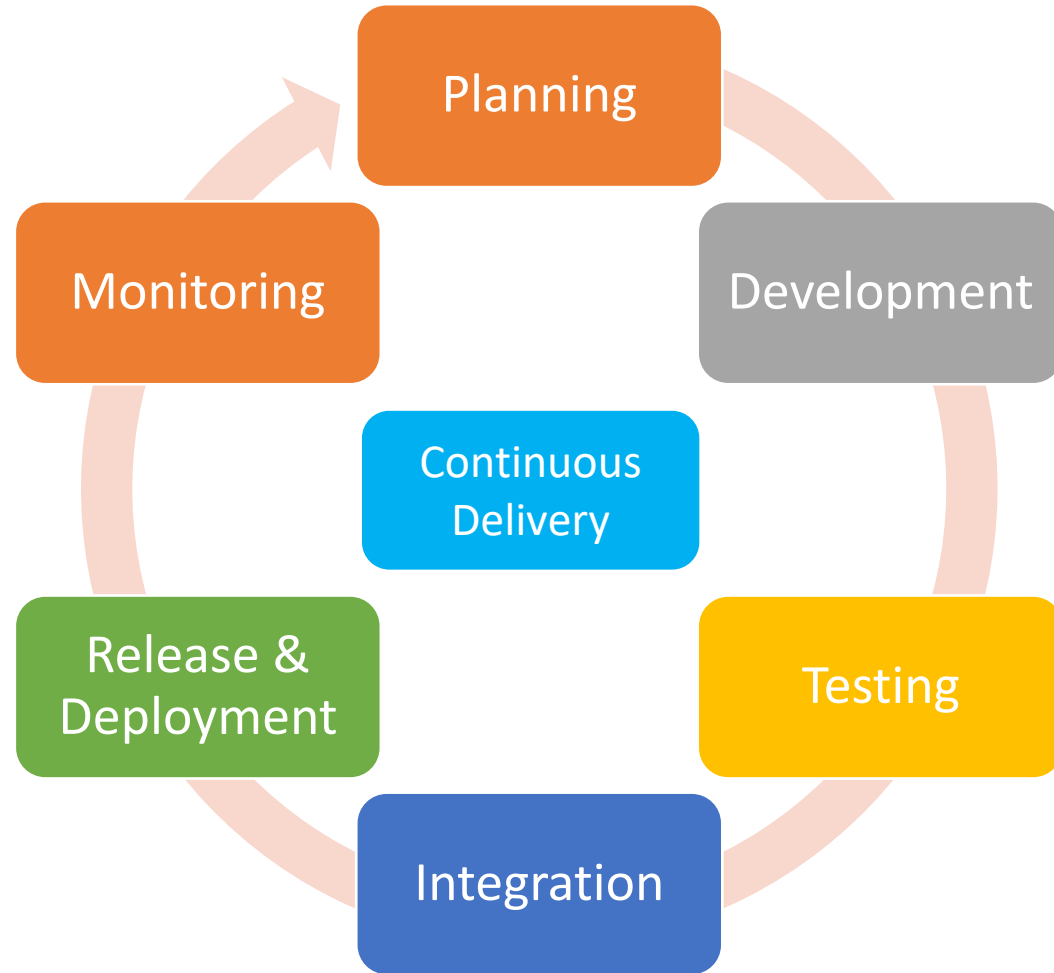 Planning
Monitoring
Development
Continuous
Delivery
Release &
Deployment
Testing
Integration